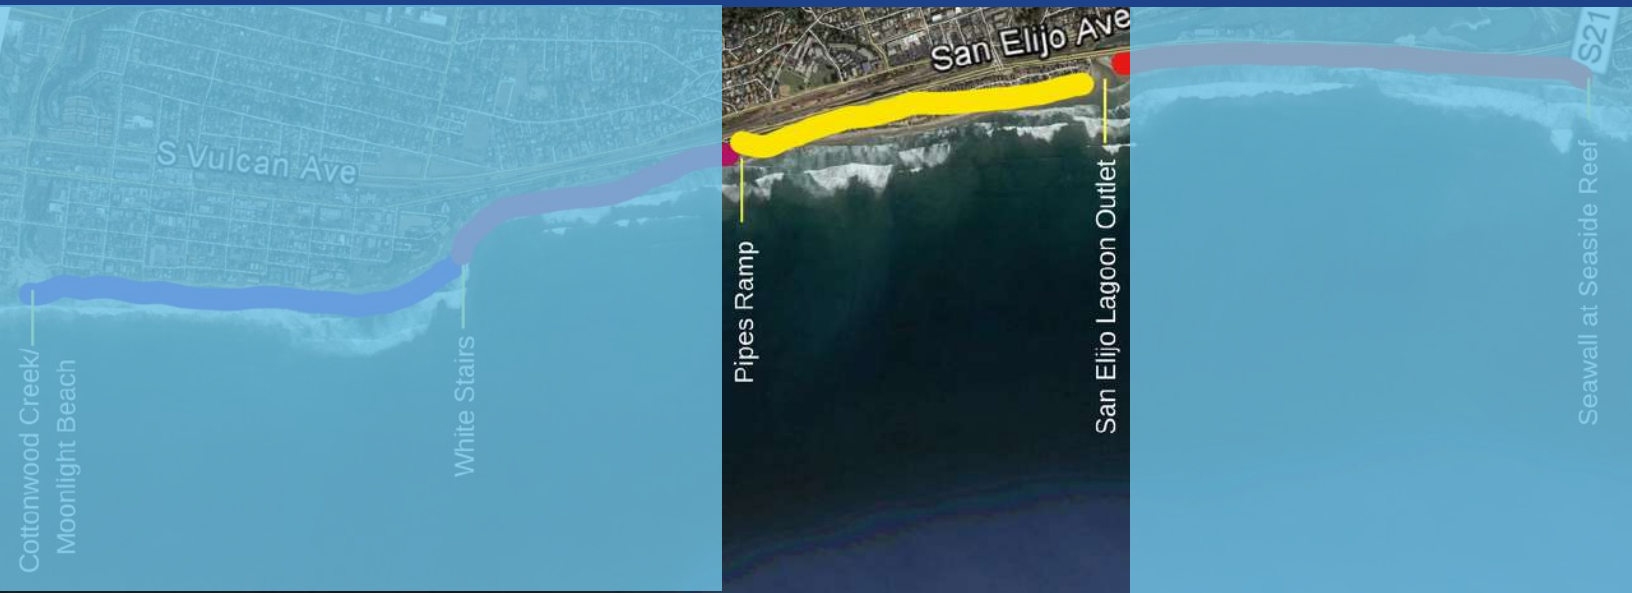 San Elijo Ave
S21
S Vulcan Ave
Cottonwood Creek/
Moonlight Beach
White Stairs
Pipes Ramp
San Elijo Lagoon Outlet
Seawall at Seaside Reef